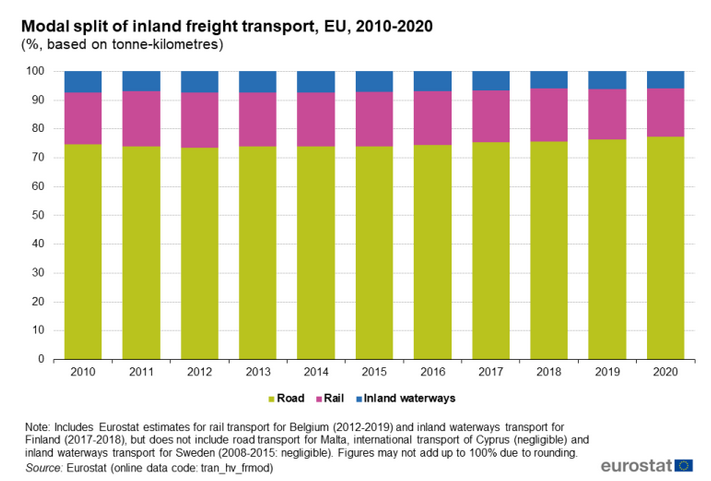 Modal split of inland freight transport, EU, 2010-2020
(%, based on tonne-kilometres)
100
90
80
70
60
50
40
30
20
10
0
2010 2011 2012 2013 2014 2015 2016 2017 2018 2019 2020
Road Rail Inland waterways
Note: Includes Eurostat estimates for rail transport for Belgium (2012-2019) and inland waterways transport for
Finland (2017-2018), but does not include road transport for Malta, international transport of Cyprus (negligible) and
inland waterways transport for Sweden (2008-2015: negligible). Figures may not add up to 100% due to rounding.
Source: Eurostat (online data code: tran_hv_frmod)
eurostat